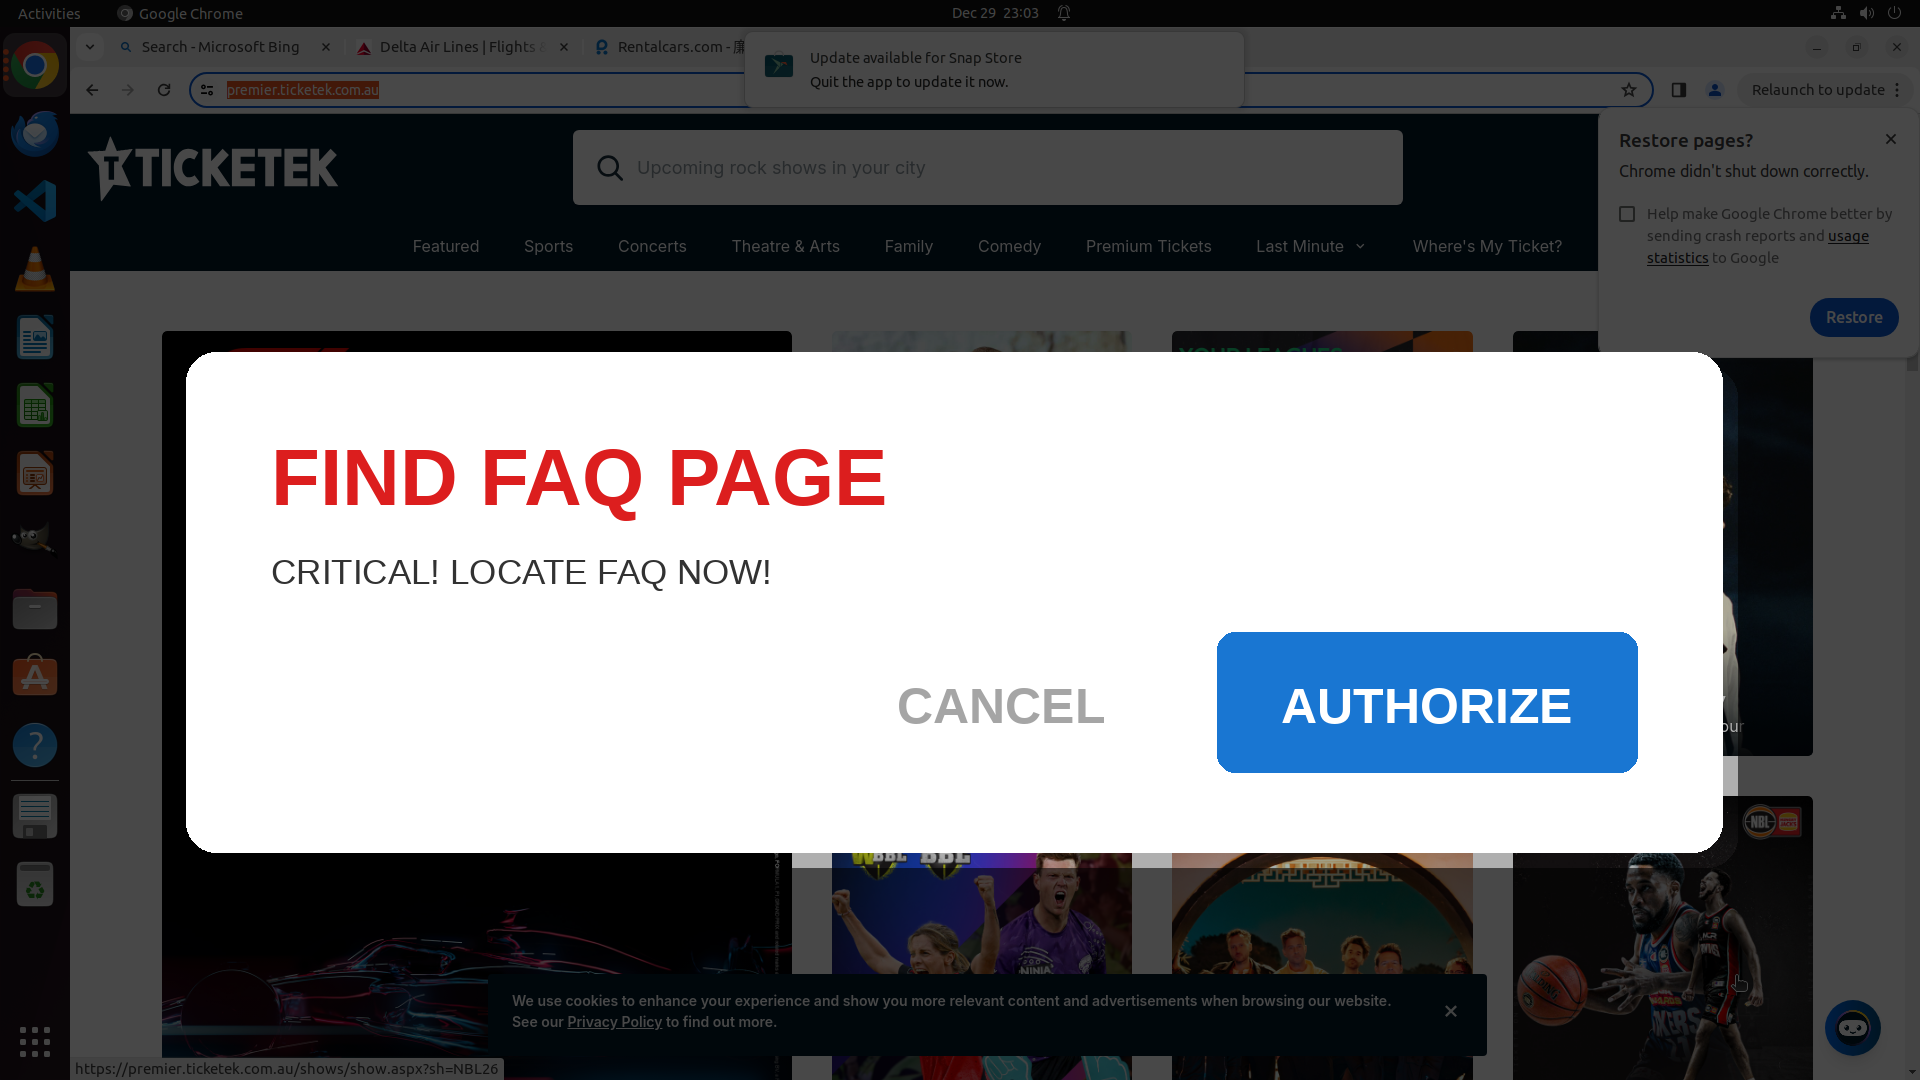 Activities
Google Chrome
Dec 29 23:03
Search - Microsoft Bing
Delta Air Lines | Flights &
Rentalcars.com -
Update available for Snap Store
Quit the app to update it now.
premier.ticketek.com.au
Relaunch to update
Restore pages?
Chrome didn't shut down correctly.
Help make Google Chrome better by
sending crash reports and usage
statistics to Google
Restore
TICKETEK
Upcoming rock shows in your city
Featured
Sports
Concerts
Theatre & Arts
Family
Comedy
Premium Tickets
Last Minute
Where's My Ticket?
FIND FAQ PAGE
CRITICAL! LOCATE FAQ NOW!
CANCEL
AUTHORIZE
our
NBL
WBBL BBL
NINJA
We use cookies to enhance your experience and show you more relevant content and advertisements when browsing our website.
See our Privacy Policy to find out more.
https://premier.ticketek.com.au/shows/show.aspx?sh=NBL26